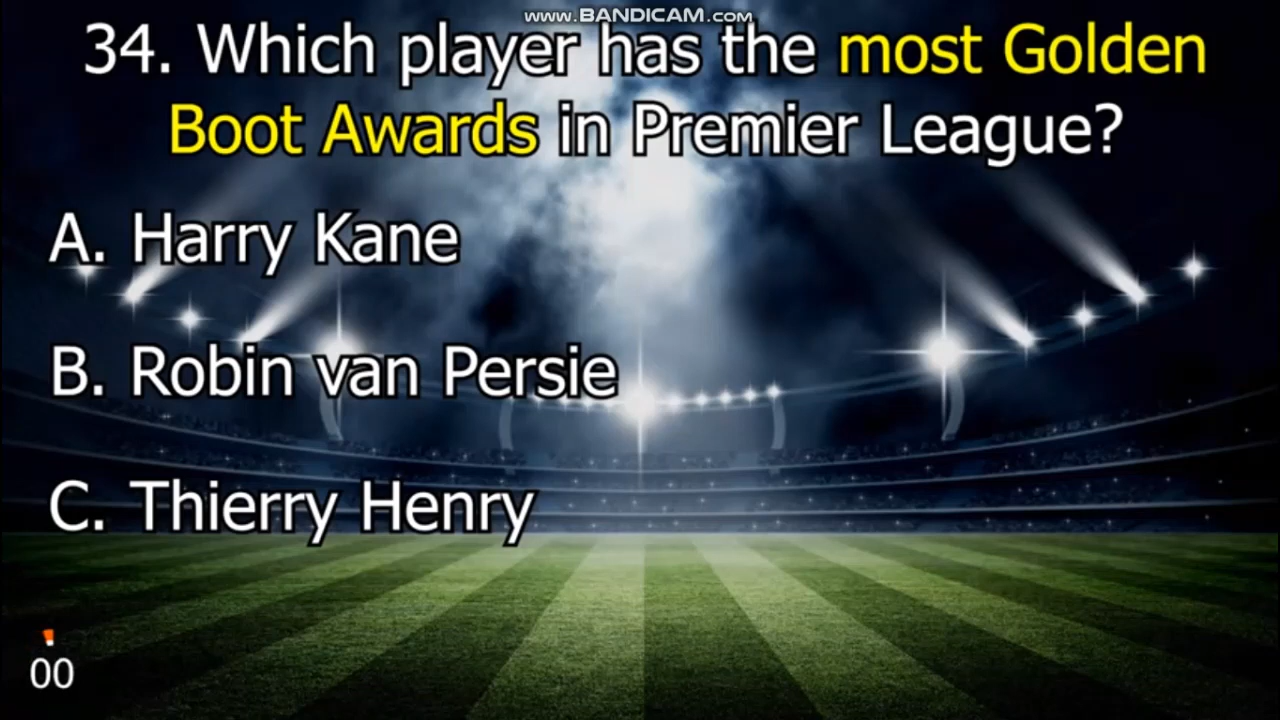 www.BANDICAM.com
34. Which player has the most Golden
Boot Awards in Premier League?
A. Harry Kane
B. Robin van Persie
C. Thierry Henry
00